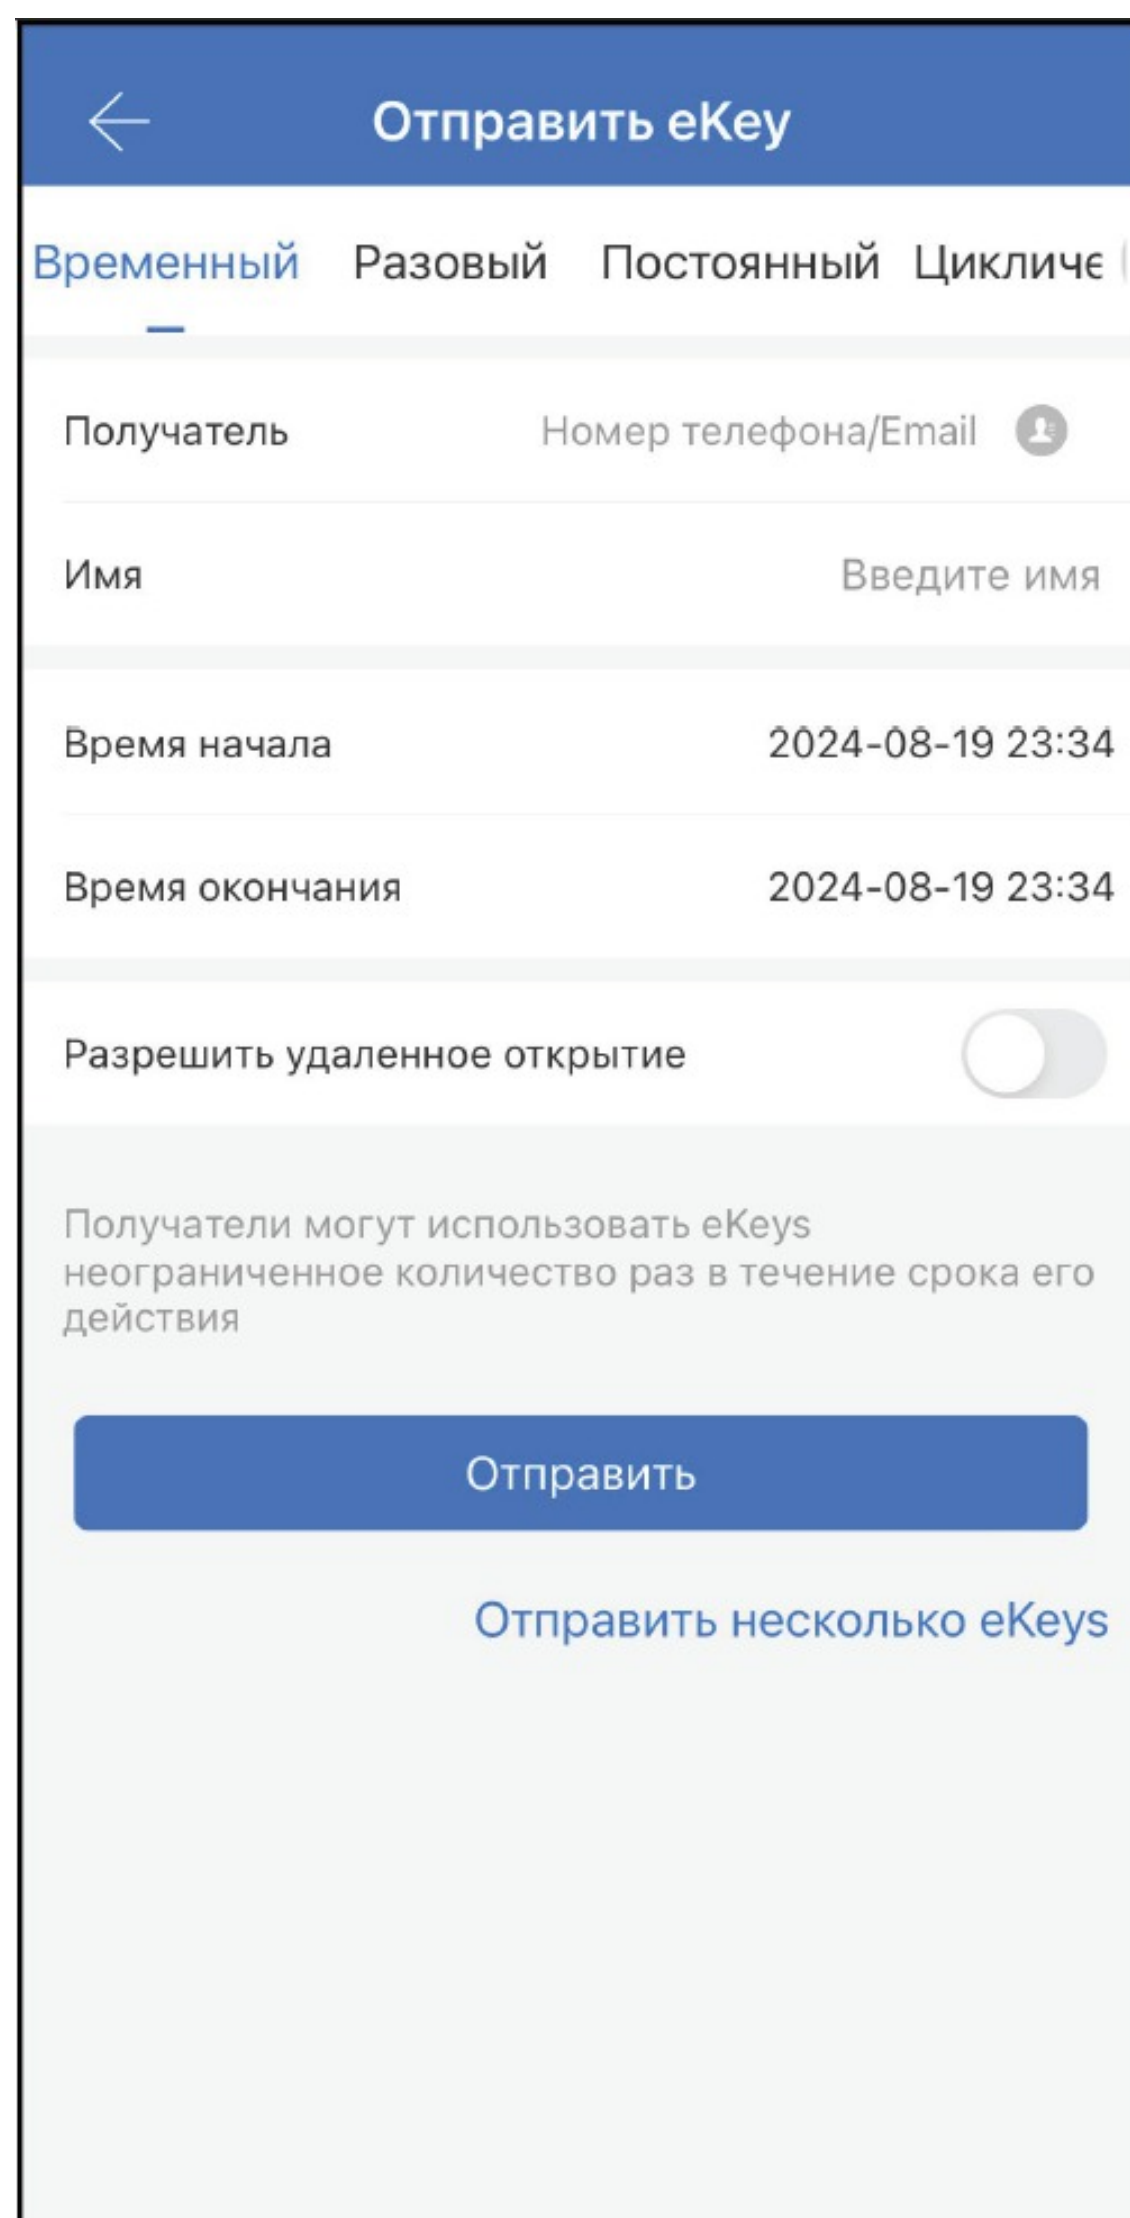 Отправить eKey
Временный Разовый Постоянный Цикличе
Получатель Номер телефона/Email
Имя Введите имя
Время начала 2024-08-19 23:34
Время окончания 2024-08-19 23:34
Разрешить удаленное открытие
Получатели могут использовать eKeys
неограниченное количество раз в течение срока его
действия
Отправить
Отправить несколько eKeys